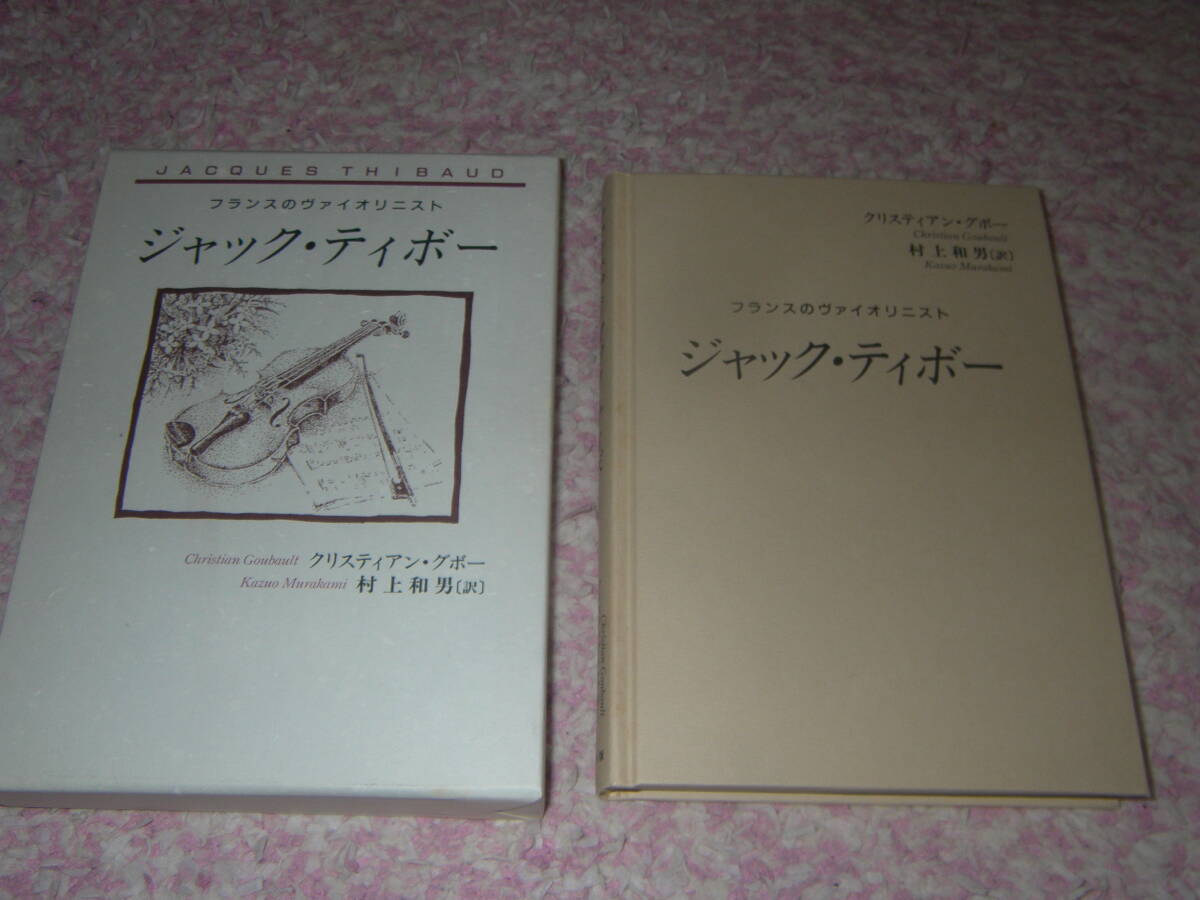 JACQUES THIBAUD
フランスのヴァイオリニスト
ジャック・ティボー
Christian Goubault クリスティアン・グボー
Kazuo Murakami 村上和男〔訳〕
クリスティアン・グボー
Christian Goubault
村上和男〔訳〕
Kazuo Murakami
フランスのヴァイオリニスト
ジャック・ティボー
Christian Goubault